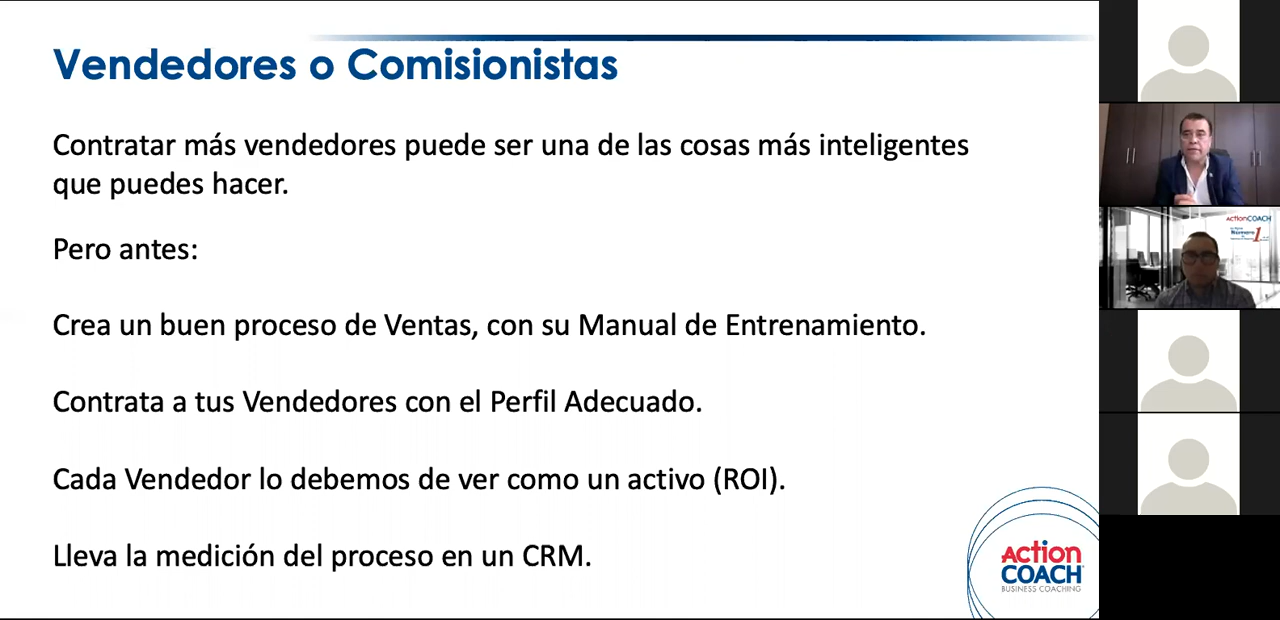 Vendedores o Comisionistas
Contratar más vendedores puede ser una de las cosas más inteligentes
que puedes hacer.
Pero antes:
Crea un buen proceso de Ventas, con su Manual de Entrenamiento.
Contrata a tus Vendedores con el Perfil Adecuado.
Cada Vendedor lo debemos de ver como un activo (ROI).
Lleva la medición del proceso en un CRM.
ACtion
COACH
BUSINESS COACHING
ActionCOACH
Número 1